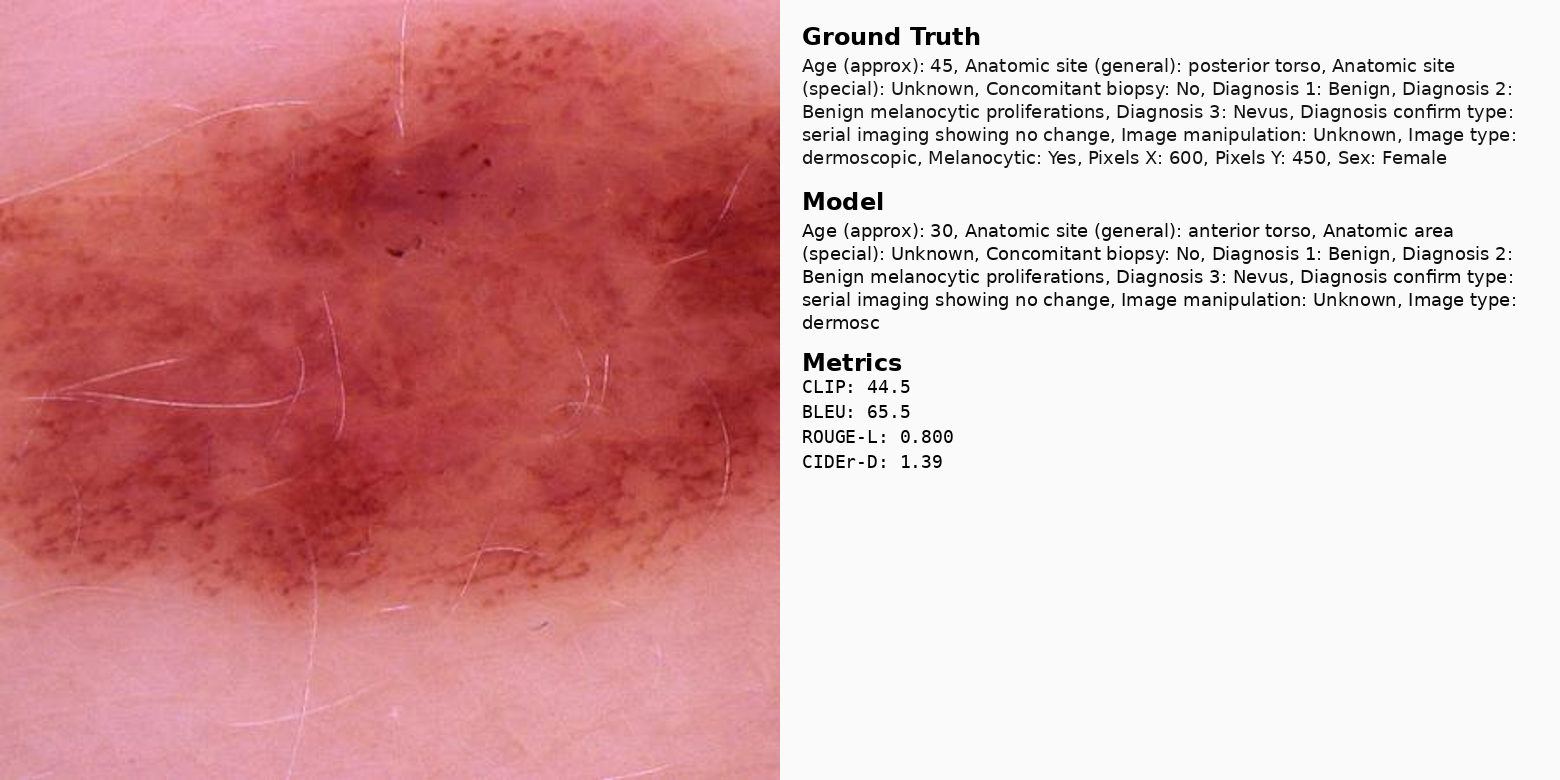 Ground Truth
Age (approx): 45, Anatomic site (general): posterior torso, Anatomic site
(special): Unknown, Concomitant biopsy: No, Diagnosis 1: Benign, Diagnosis 2:
Benign melanocytic proliferations, Diagnosis 3: Nevus, Diagnosis confirm type:
serial imaging showing no change, Image manipulation: Unknown, Image type:
dermoscopic, Melanocytic: Yes, Pixels X: 600, Pixels Y: 450, Sex: Female
Model
Age (approx): 30, Anatomic site (general): anterior torso, Anatomic area
(special): Unknown, Concomitant biopsy: No, Diagnosis 1: Benign, Diagnosis 2:
Benign melanocytic proliferations, Diagnosis 3: Nevus, Diagnosis confirm type:
serial imaging showing no change, Image manipulation: Unknown, Image type:
dermosc
Metrics
CLIP: 44.5
BLEU: 65.5
ROUGE-L: 0.800
CIDEr-D: 1.39